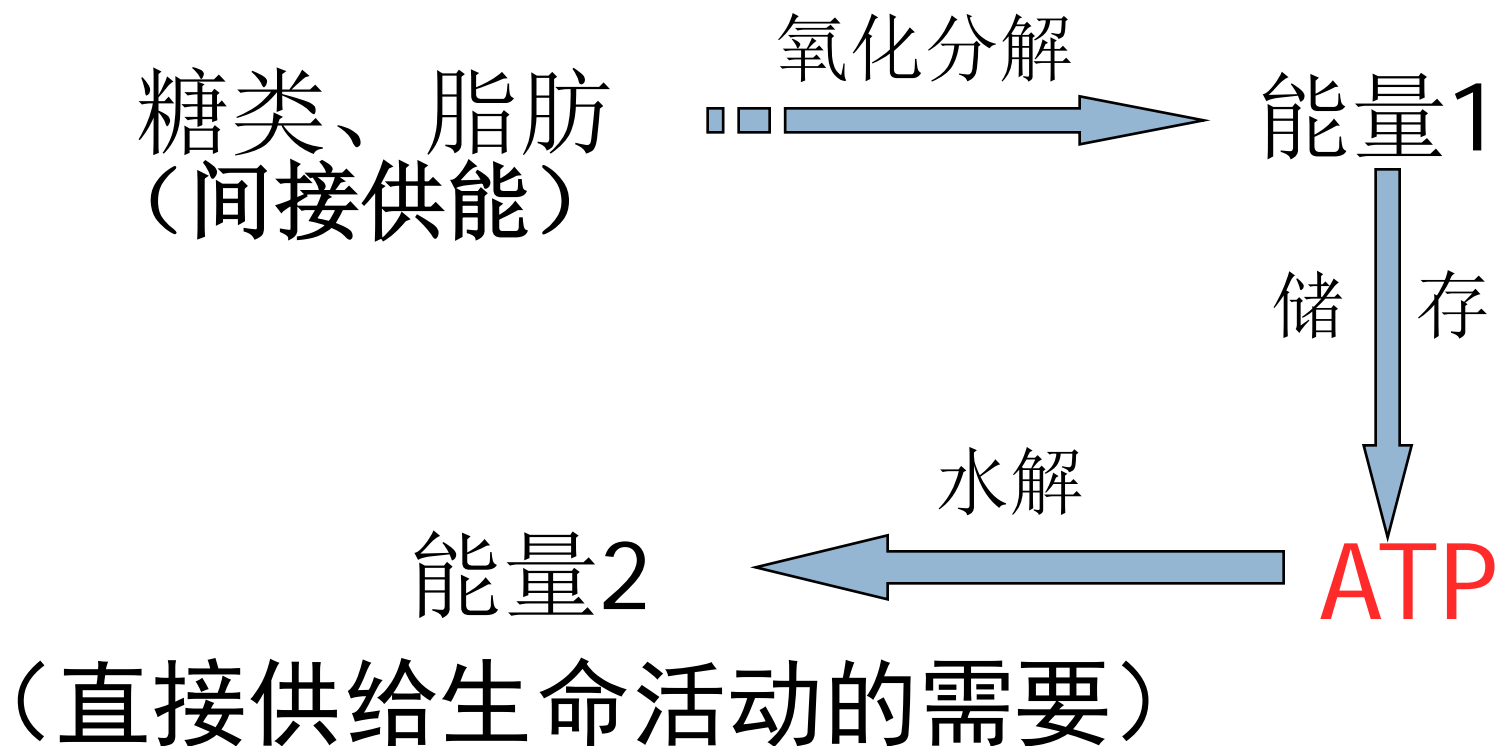 氧化分解
糖类、脂肪
能量1
（间接供能）
储 存
水解
能量2
ATP
（直接供给生命活动的需要）